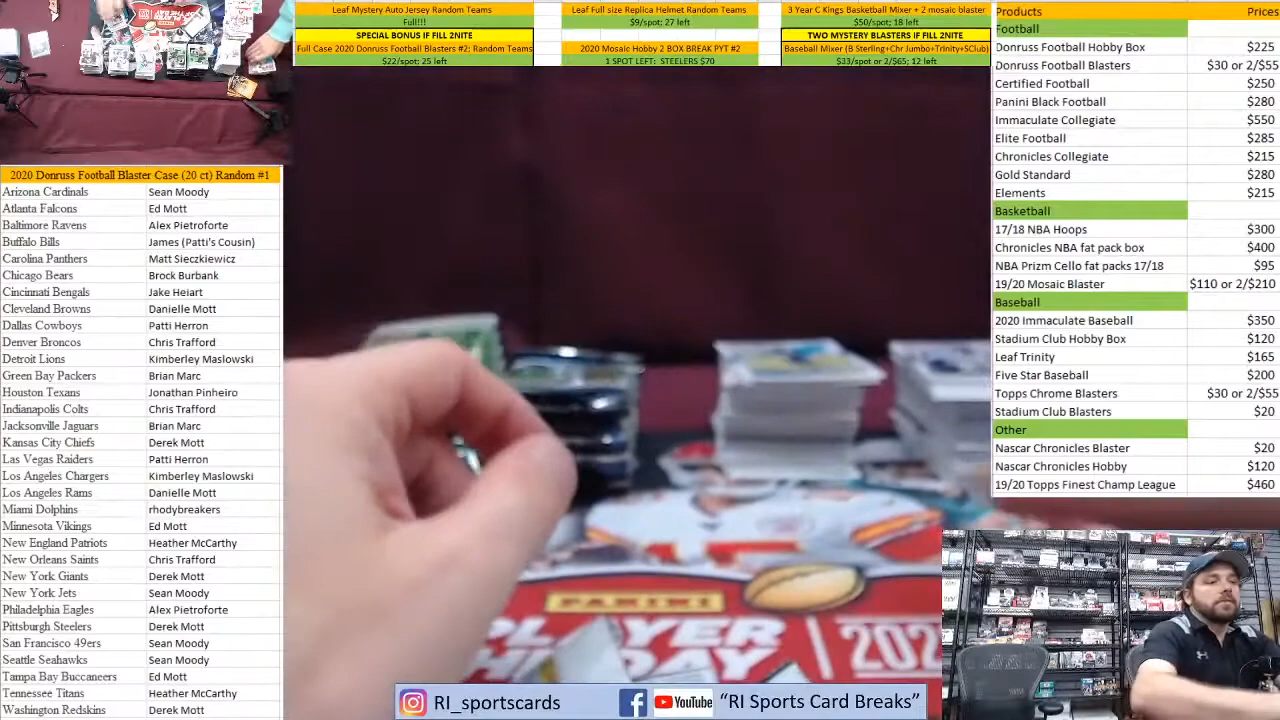 Leaf Mystery Auto Jersey Random Teams
Full!!!
SPECIAL BONUS IF FILL 2NITE
Full Case 2020 Donruss Football Blasters #2; Random Teams
$22/spot: 25 left
Leaf Full size Replica Helmet Random Teams
$9/spot; 27 left
2020 Mosaic Hobby 2 BOX BREAK PYT #2
1 SPOT LEFT: STEELERS $70
3 Year C Kings Basketball Mixer + 2 mosaic blaster
$50/spot; 18 left
TWO MYSTERY BLASTERS IF FILL 2NITE
Baseball Mixer (B Sterling+Chr Jumbo+Trinity+SClub)
$33/spot or 2/$65; 12 left
Products Prices
Football
Donruss Football Hobby Box $225
Donruss Football Blasters $30 or 2/$55
Certified Football $250
Panini Black Football $280
Immaculate Collegiate $550
Elite Football $285
Chronicles Collegiate $215
Gold Standard $280
Elements $215
Basketball
17/18 NBA Hoops $300
Chronicles NBA fat pack box $400
NBA Prizm Cello fat packs 17/18 $95
19/20 Mosaic Blaster $110 or 2/$210
Baseball
2020 Immaculate Baseball $350
Stadium Club Hobby Box $120
Leaf Trinity $165
Five Star Baseball $200
Topps Chrome Blasters $30 or 2/$55
Stadium Club Blasters $20
Other
Nascar Chronicles Blaster $20
Nascar Chronicles Hobby $120
19/20 Topps Finest Champ League $460
2020 Donruss Football Blaster Case (20 ct) Random #1
Arizona Cardinals Sean Moody
Atlanta Falcons Ed Mott
Baltimore Ravens Alex Pietroforte
Buffalo Bills James (Patti's Cousin)
Carolina Panthers Matt Sieczkiewicz
Chicago Bears Brock Burbank
Cincinnati Bengals Jake Heiart
Cleveland Browns Danielle Mott
Dallas Cowboys Patti Herron
Denver Broncos Chris Trafford
Detroit Lions Kimberley Maslowski
Green Bay Packers Brian Marc
Houston Texans Jonathan Pinheiro
Indianapolis Colts Chris Trafford
Jacksonville Jaguars Brian Marc
Kansas City Chiefs Derek Mott
Las Vegas Raiders Patti Herron
Los Angeles Chargers Kimberley Maslowski
Los Angeles Rams Danielle Mott
Miami Dolphins rhodybreakers
Minnesota Vikings Ed Mott
New England Patriots Heather McCarthy
New Orleans Saints Chris Trafford
New York Giants Derek Mott
New York Jets Sean Moody
Philadelphia Eagles Alex Pietroforte
Pittsburgh Steelers Derek Mott
San Francisco 49ers Sean Moody
Seattle Seahawks Sean Moody
Tampa Bay Buccaneers Ed Mott
Tennessee Titans Heather McCarthy
Washington Redskins Derek Mott
PANINI
RI_sportscards YouTube "RI Sports Card Breaks"